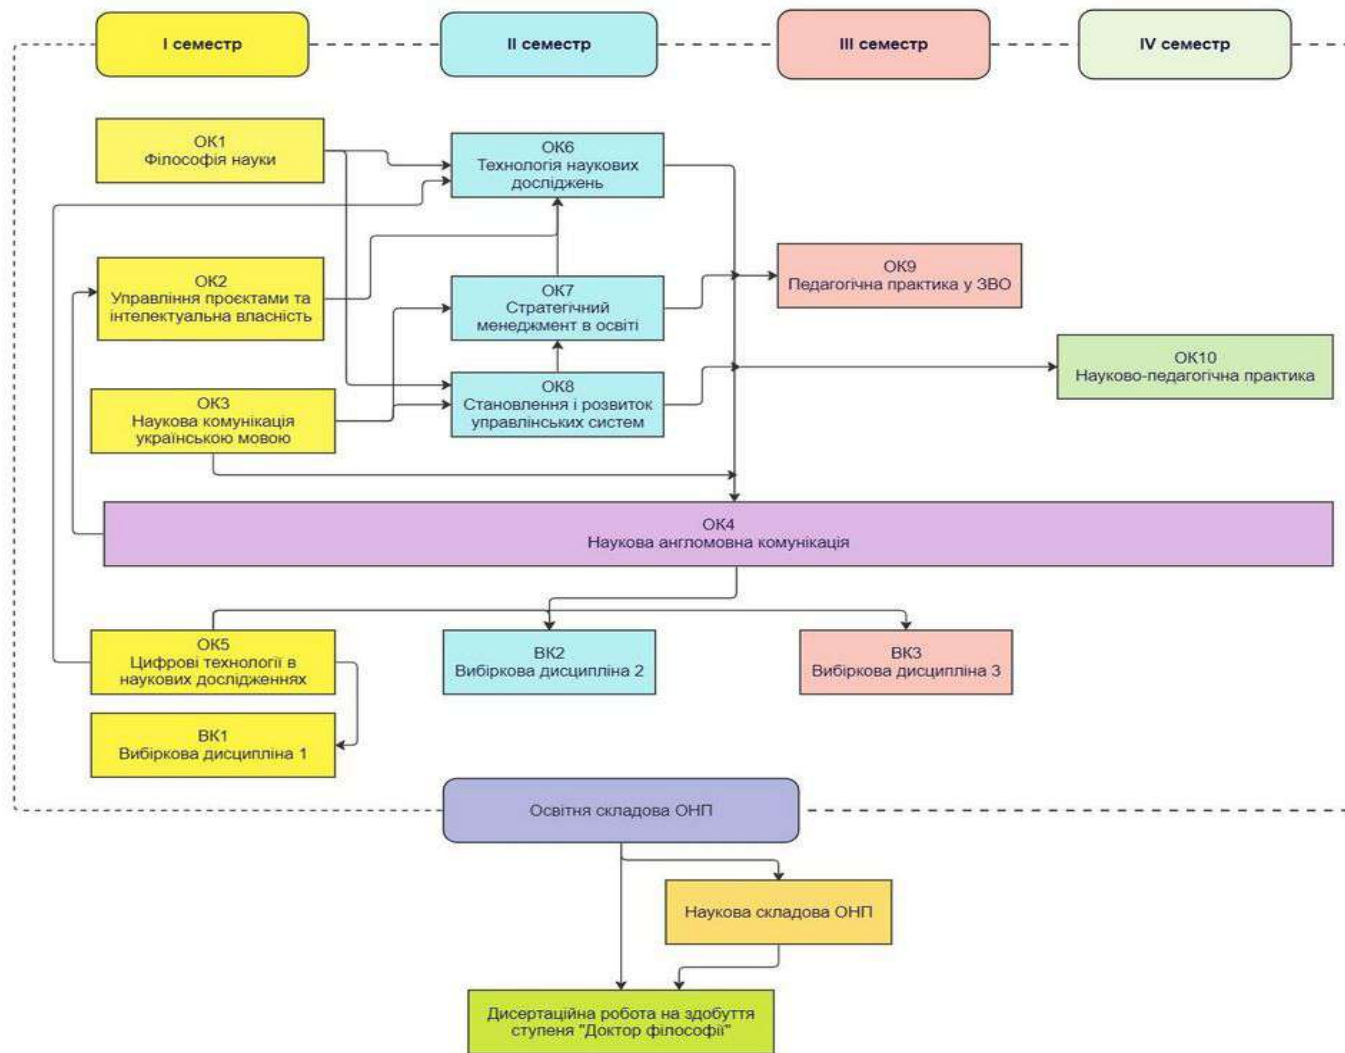 I семестр
II семестр
III семестр
IV семестр
ОК1
Філософія науки
ОК6
Технологія наукових
досліджень
ОК2
Управління проєктами та
інтелектуальна власність
ОК7
Стратегічний
менеджмент в освіті
ОК9
Педагогічна практика у ЗВО
ОК3
Наукова комунікація
українською мовою
ОК8
Становлення і розвиток
управлінських систем
ОК10
Науково-педагогічна практика
ОК4
Наукова англомовна комунікація
ОК5
Цифрові технології в
наукових дослідженнях
ВК2
Вибіркова дисципліна 2
ВК3
Вибіркова дисципліна 3
ВК1
Вибіркова дисципліна 1
Освітня складова ОНП
Наукова складова ОНП
Дисертаційна робота на здобуття
ступеня "Доктор філософії"